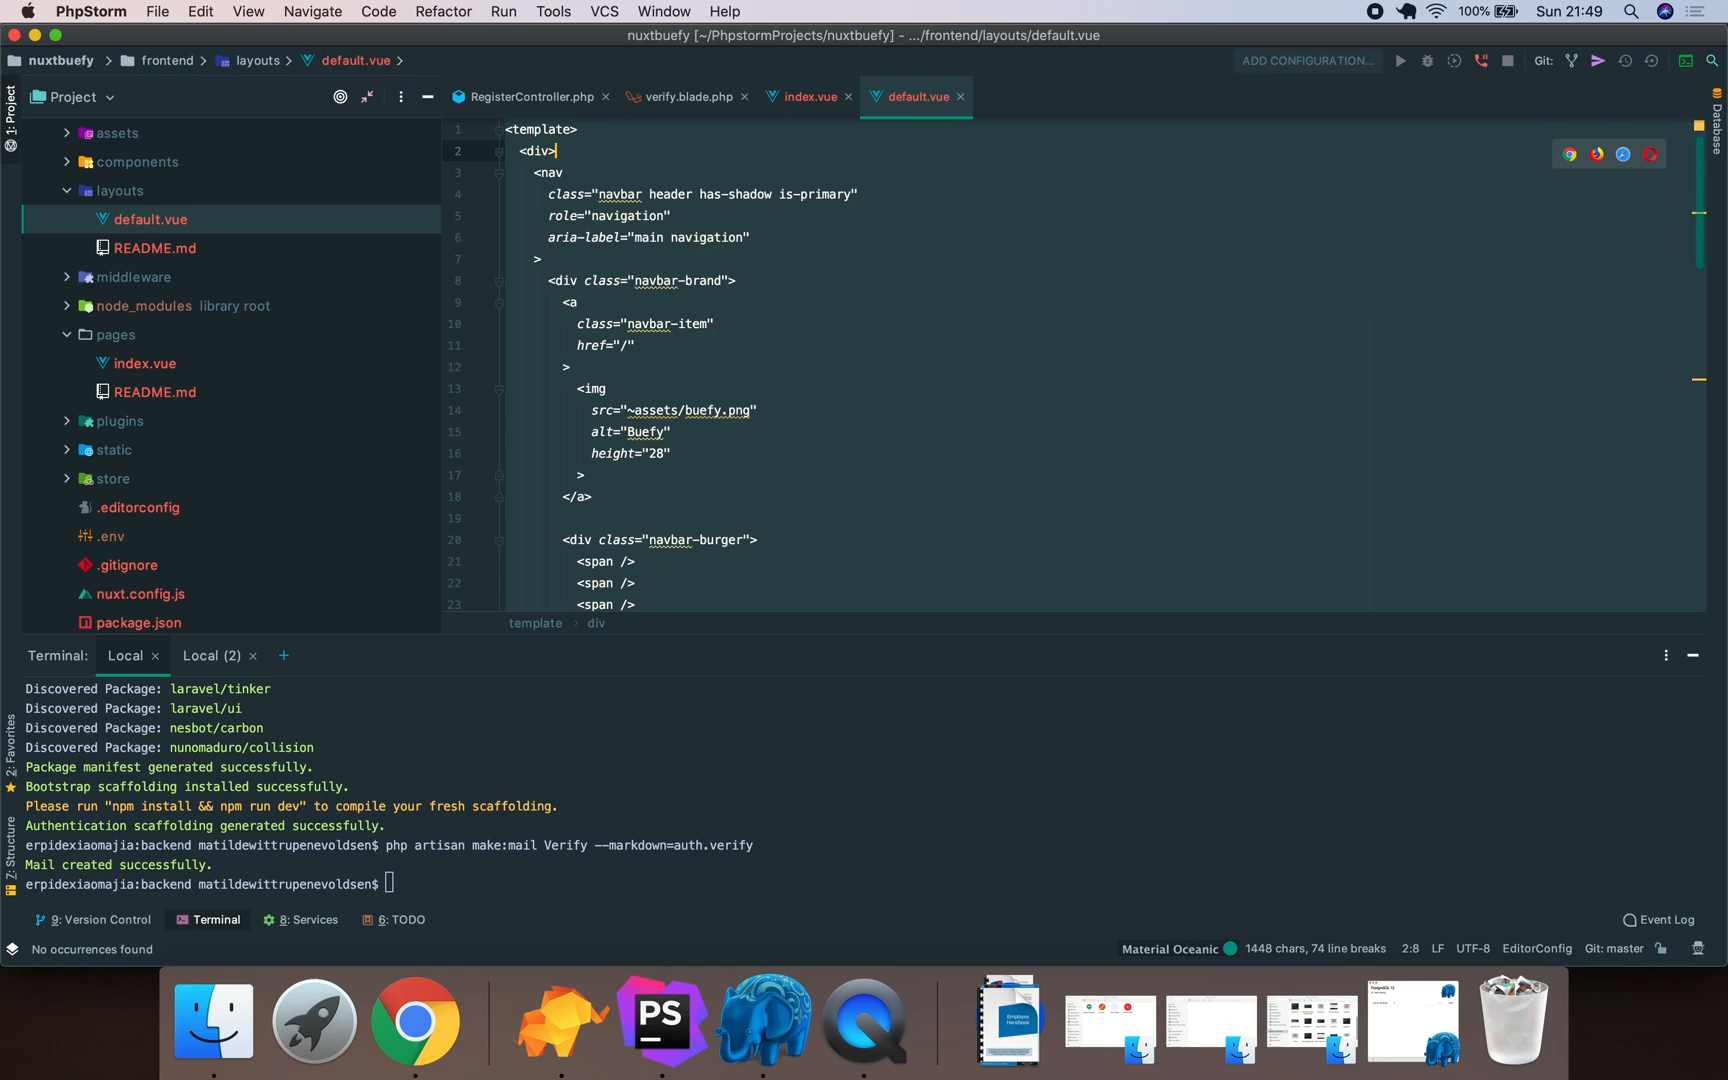 PhpStorm File Edit View Navigate Code Refactor Run Tools VCS Window Help 100% Sun 21:49
nuxtbuefy [~/PhpstormProjects/nuxtbuefy] - .../frontend/layouts/default.vue
nuxtbuefy frontend layouts default.vue ADD CONFIGURATION... Git:
1: Project
Project
RegisterController.php verify.blade.php index.vue default.vue
Database
assets
components
layouts
default.vue
README.md
middleware
node_modules library root
pages
index.vue
README.md
plugins
static
store
.editorconfig
.env
.gitignore
nuxt.config.js
package.json
1 <template>
2 <div>
3 <nav
4 class="navbar header has-shadow is-primary"
5 role="navigation"
6 aria-label="main navigation"
7 >
8 <div class="navbar-brand">
9 <a
10 class="navbar-item"
11 href="/"
12 >
13 <img
14 src="~assets/buefy.png"
15 alt="Buefy"
16 height="28"
17 >
18 </a>
19
20 <div class="navbar-burger">
21 <span />
22 <span />
23 <span />
template div
Terminal: Local Local (2) +
2: Favorites
7: Structure
Discovered Package: laravel/tinker
Discovered Package: laravel/ui
Discovered Package: nesbot/carbon
Discovered Package: nunomaduro/collision
Package manifest generated successfully.
Bootstrap scaffolding installed successfully.
Please run "npm install && npm run dev" to compile your fresh scaffolding.
Authentication scaffolding generated successfully.
erpidexiaomajia:backend matildewittrupenevoldsen$ php artisan make:mail Verify --markdown=auth.verify
Mail created successfully.
erpidexiaomajia:backend matildewittrupenevoldsen$
9: Version Control Terminal 8: Services 6: TODO Event Log
No occurrences found Material Oceanic 1448 chars, 74 line breaks 2:8 LF UTF-8 EditorConfig Git: master
PS
Employee
Handbook
PostgreSQL 12